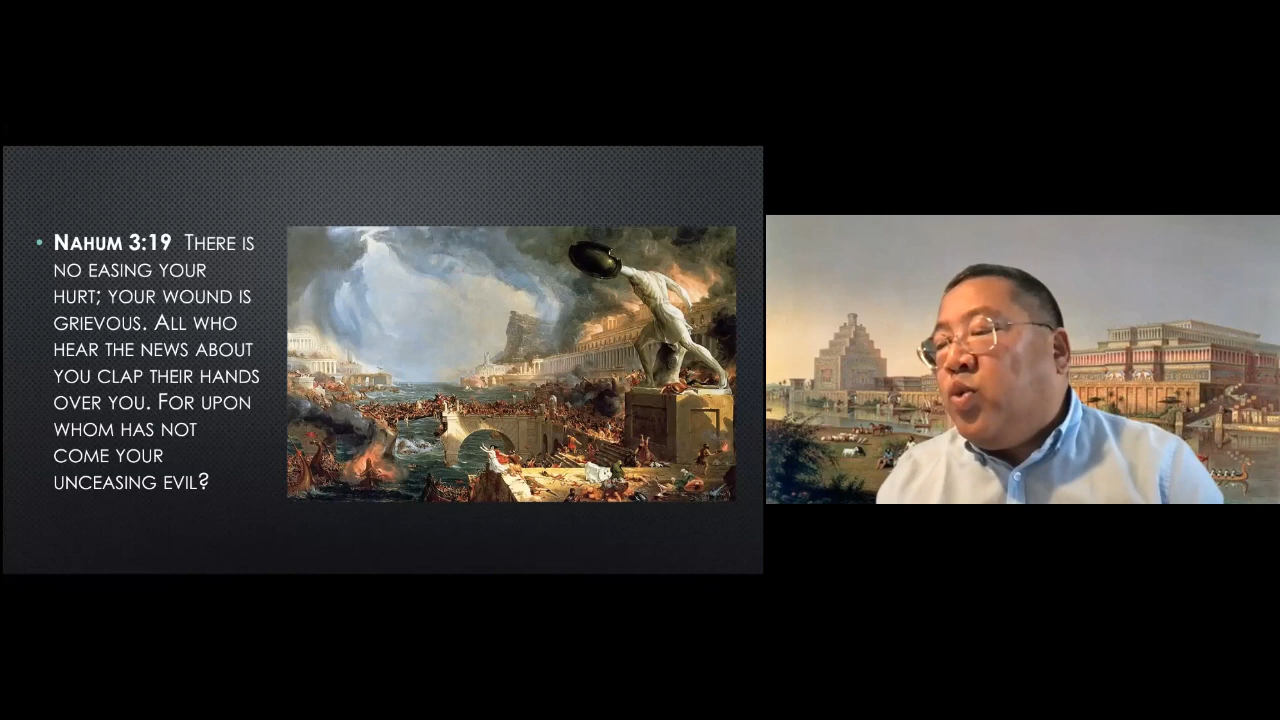 Nahum 3:19 There is
no easing your
hurt; your wound is
grievous. All who
hear the news about
you clap their hands
over you. For upon
whom has not
come your
unceasing evil?